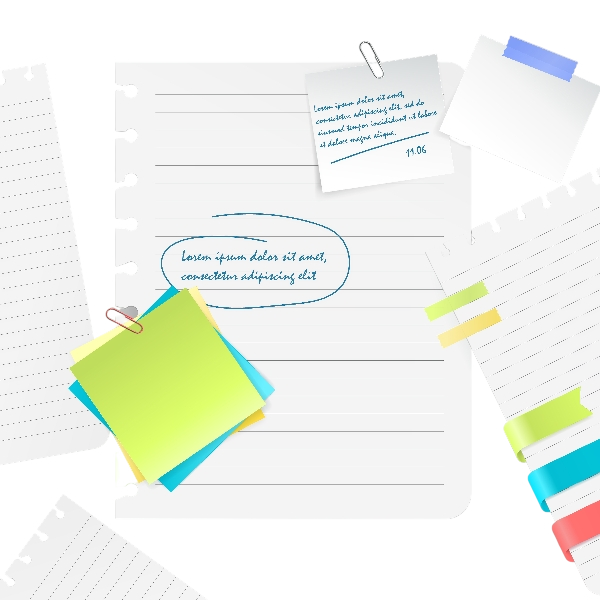 Lorem ipsum dolor sit amet,
consectetur adipiscing elit, sed do
eiusmod tempor incididunt ut labore
et dolore magna aliqua.
14.06
Lorem ipsum dolor sit amet,
consectetur adipiscing elit